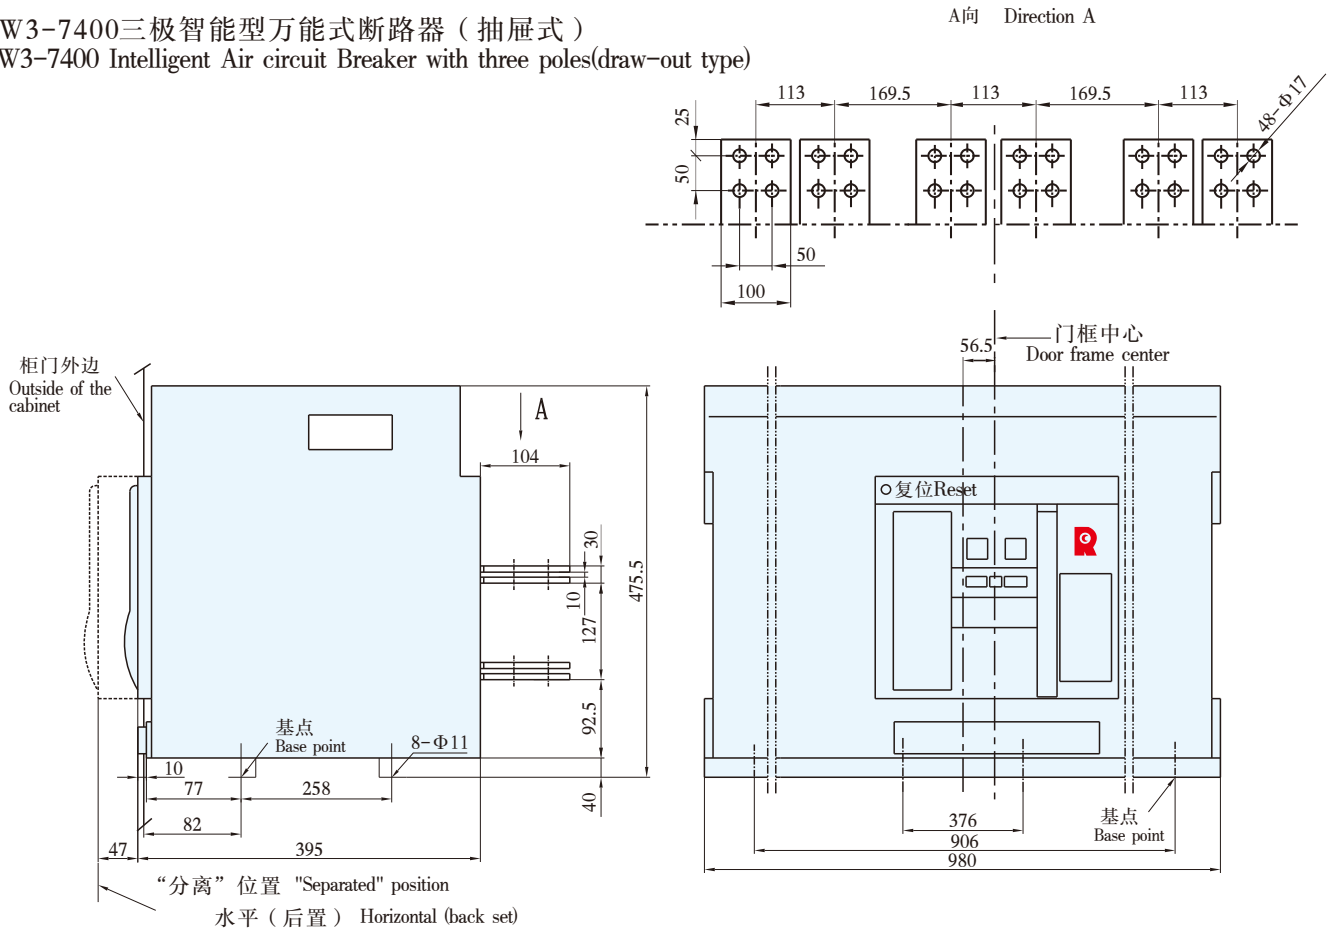 W3-7400三极智能型万能式断路器（抽屉式）
W3-7400 Intelligent Air circuit Breaker with three poles(draw-out type)
A向 Direction A
113 169.5 113 169.5 113
48-Φ17
25
50
50
100
门框中心
Door frame center
56.5
柜门外边
Outside of the
cabinet
A
104
复位Reset
30
475.5
10
127
92.5
基点
Base point
8-Φ11
10
77 258
40
82
47 395
376
906
980
基点
Base point
“分离”位置 "Separated" position
水平（后置） Horizontal (back set)